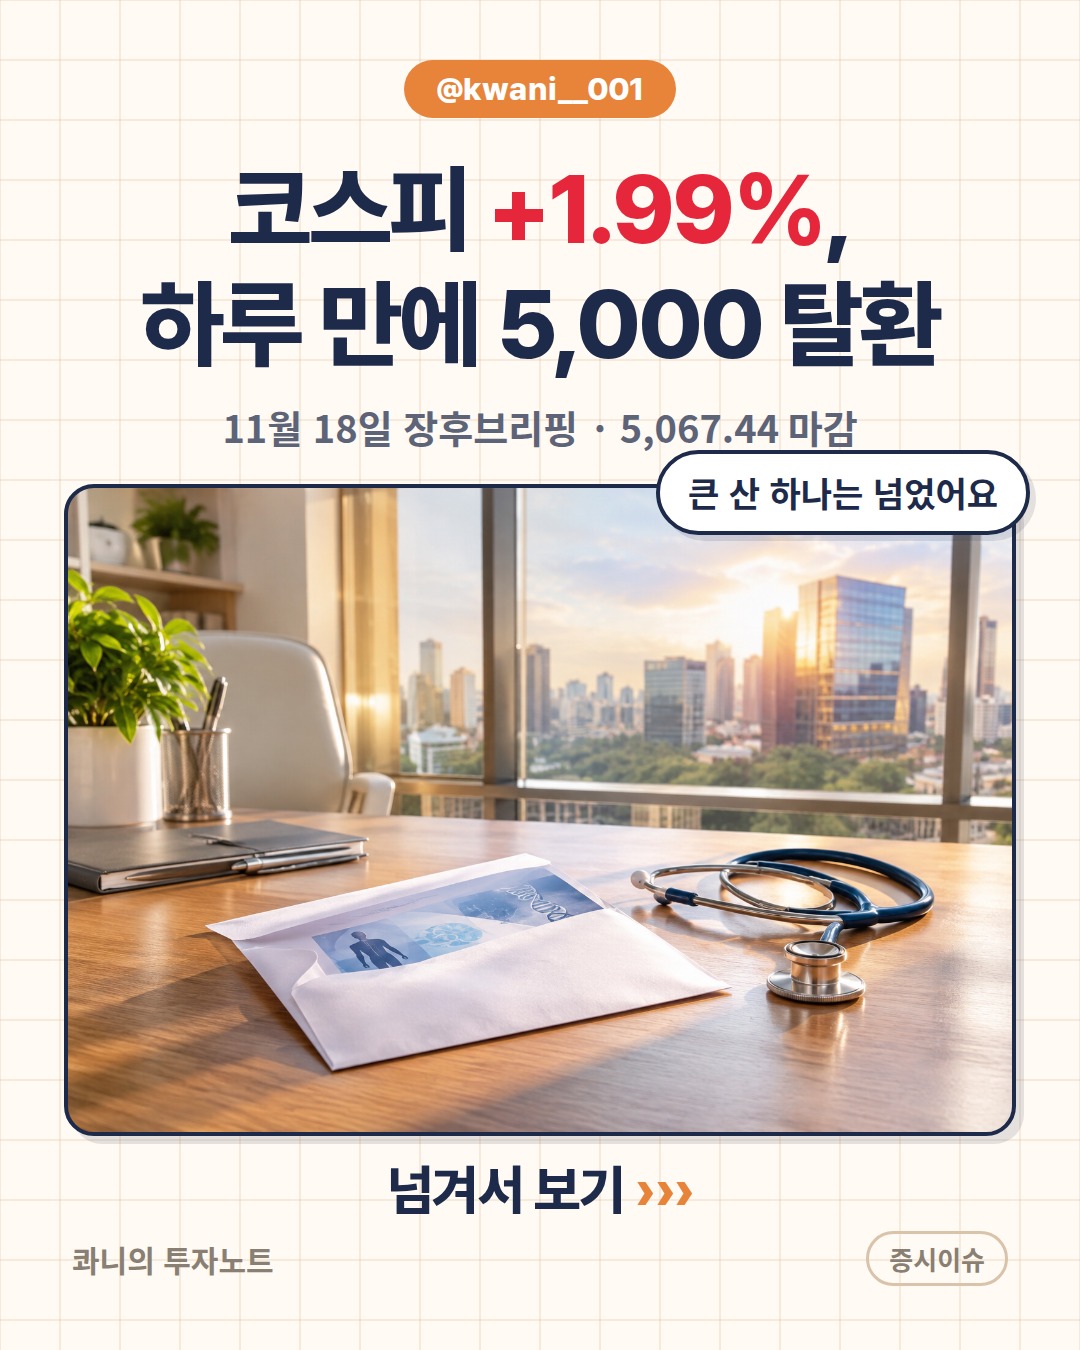 @kwani__001
코스피 +1.99%,
하루 만에 5,000 탈환
11월 18일 장후브리핑 · 5,067.44 마감
큰 산 하나는 넘었어요
넘겨서 보기 ›››
콰니의 투자노트
증시이슈